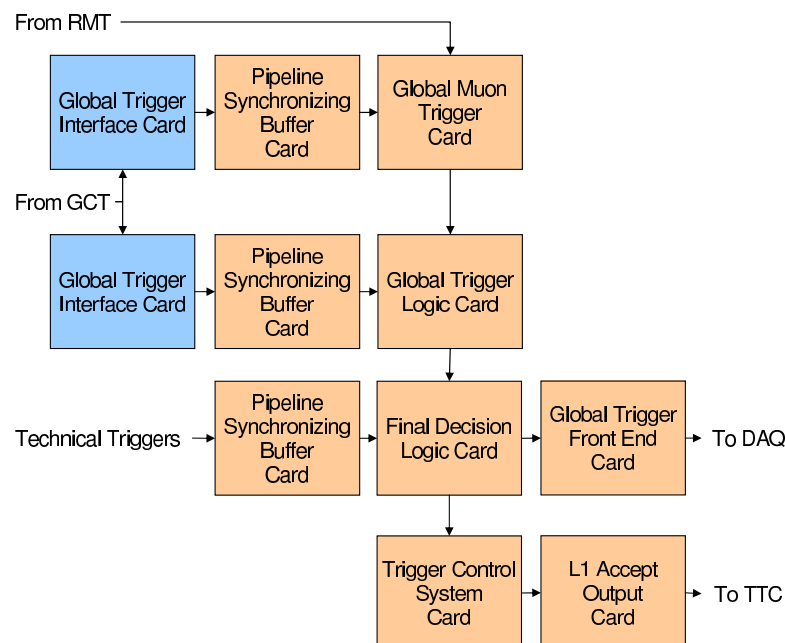 From RMT
Global Trigger
Interface Card
Pipeline
Synchronizing
Buffer
Card
Global Muon
Trigger
Card
From GCT
Global Trigger
Interface Card
Pipeline
Synchronizing
Buffer
Card
Global Trigger
Logic Card
Technical Triggers
Pipeline
Synchronizing
Buffer
Card
Final Decision
Logic Card
Global Trigger
Front End
Card
To DAQ
Trigger Control
System
Card
L1 Accept
Output
Card
To TTC